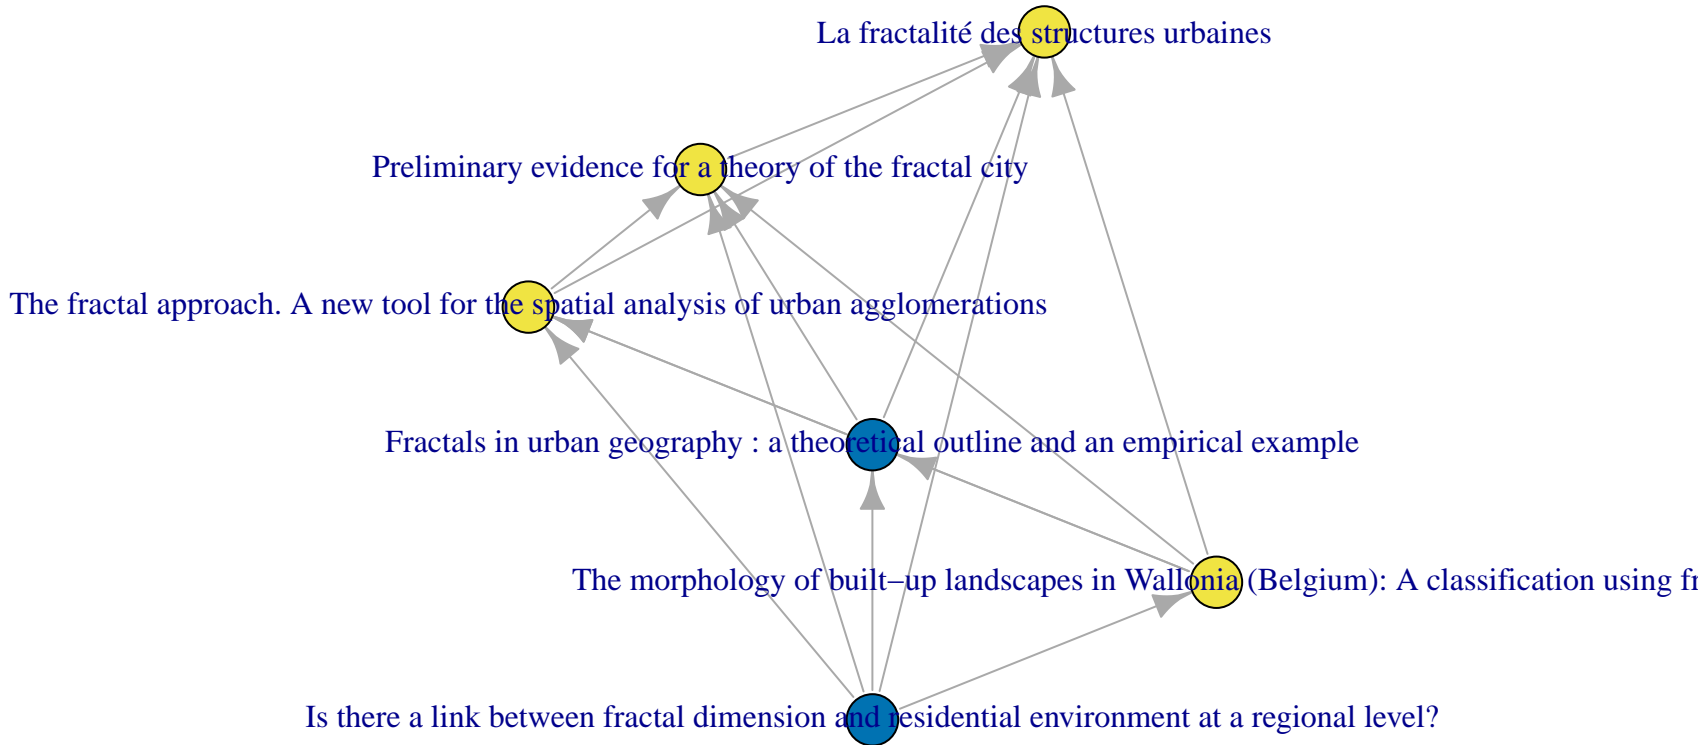 La fractalité des structures urbaines
Preliminary evidence for a theory of the fractal city
The fractal approach. A new tool for the spatial analysis of urban agglomerations
Fractals in urban geography : a theoretical outline and an empirical example
The morphology of built−up landscapes in Wallonia (Belgium): A classification using fr
Is there a link between fractal dimension and residential environment at a regional level?